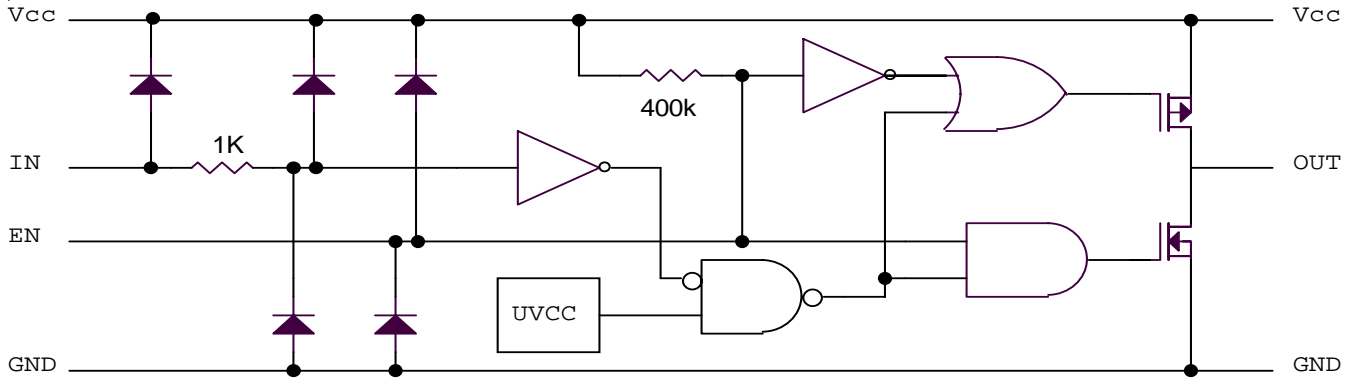 Vcc Vcc
400k
1K
IN OUT
EN
UVCC
GND GND